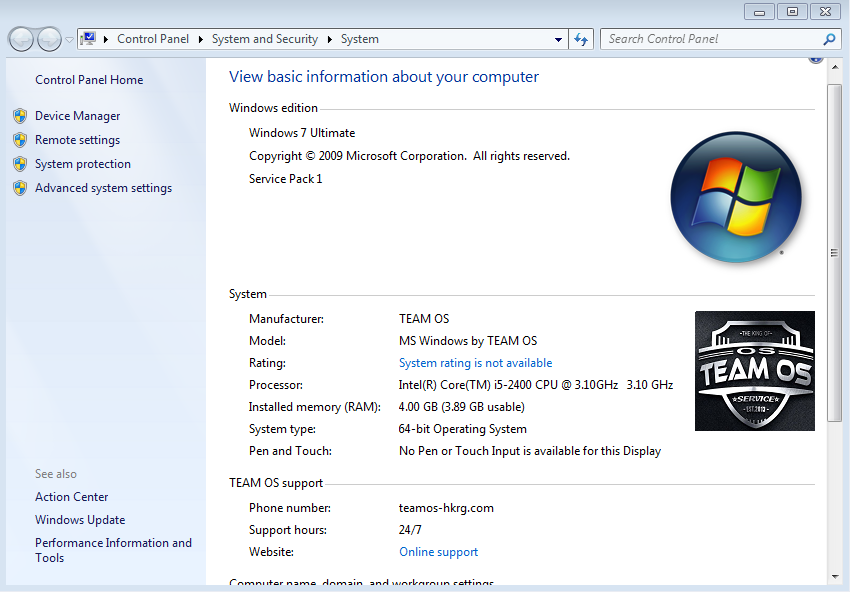 Control Panel ▸ System and Security ▸ System
Search Control Panel
Control Panel Home
Device Manager
Remote settings
System protection
Advanced system settings
See also
Action Center
Windows Update
Performance Information and
Tools
View basic information about your computer
Windows edition
Windows 7 Ultimate
Copyright © 2009 Microsoft Corporation. All rights reserved.
Service Pack 1
System
Manufacturer: TEAM OS
Model: MS Windows by TEAM OS
Rating: System rating is not available
Processor: Intel(R) Core(TM) i5-2400 CPU @ 3.10GHz 3.10 GHz
Installed memory (RAM): 4.00 GB (3.89 GB usable)
System type: 64-bit Operating System
Pen and Touch: No Pen or Touch Input is available for this Display
-THE KING OF-
OS
TEAM OS
★SERVICE★
TEAM OS support
Phone number: teamos-hkrg.com
Support hours: 24/7
Website: Online support
Computer name, domain, and workgroup settings